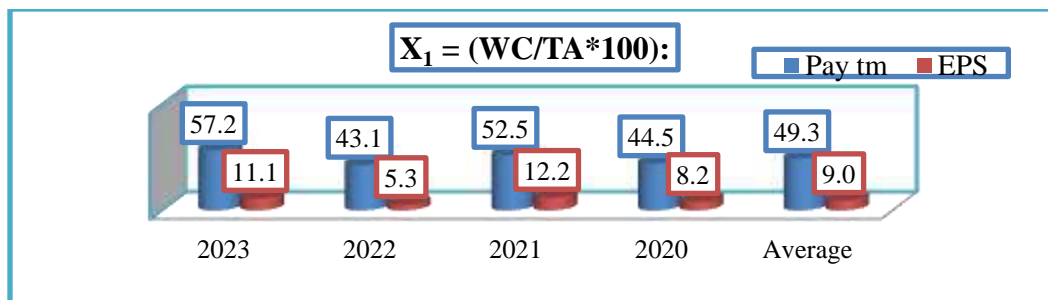 X₁ = (WC/TA*100):
Pay tm EPS
57.2 43.1 52.5 44.5 49.3
11.1 5.3 12.2 8.2 9.0
2023 2022 2021 2020 Average